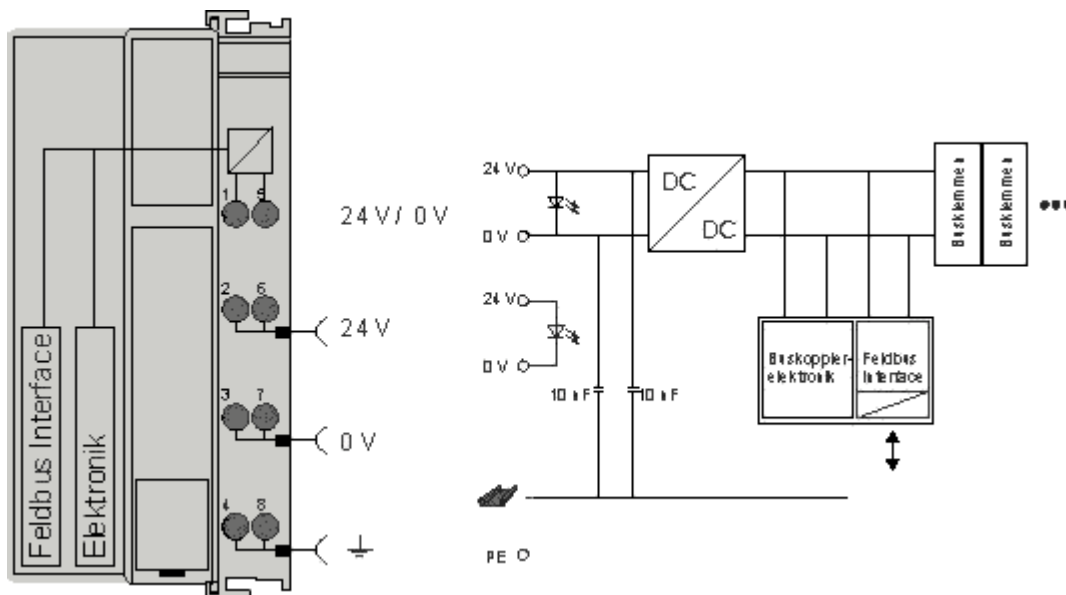 Feldbus Interface
Elektronik
1 5
24 V / 0 V
2 6
24 V
3 7
0 V
4 8
24 V
0 V
24 V
0 V
DC
DC
Busklemmen
Busklemmen
Buskoppler-
elektronik
Feldbus
Interface
10 nF
10 nF
PE